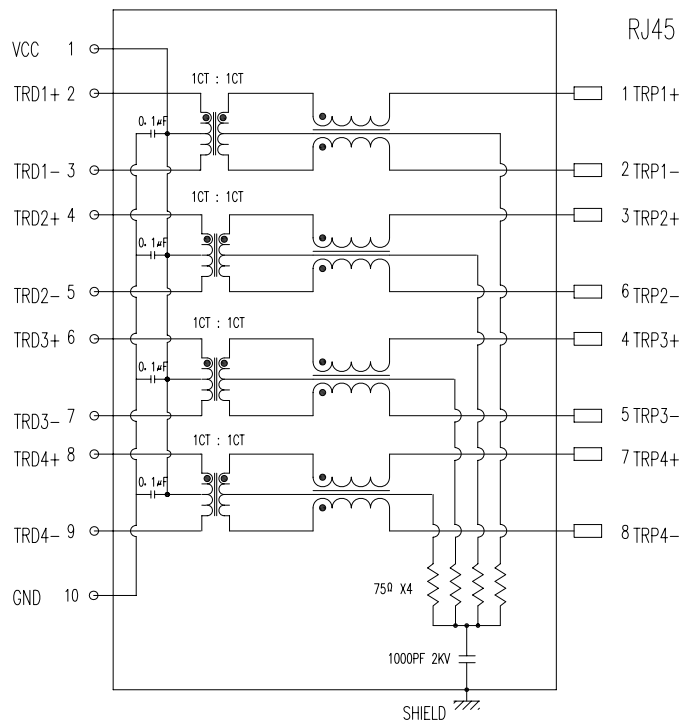 RJ45
VCC 1
1CT : 1CT
TRD1+ 2
1 TRP1+
0.1μF
TRD1- 3
2 TRP1-
1CT : 1CT
TRD2+ 4
3 TRP2+
0.1μF
TRD2- 5
6 TRP2-
1CT : 1CT
TRD3+ 6
4 TRP3+
0.1μF
TRD3- 7
5 TRP3-
1CT : 1CT
TRD4+ 8
7 TRP4+
0.1μF
TRD4- 9
8 TRP4-
75Ω X4
GND 10
1000PF 2KV
SHIELD